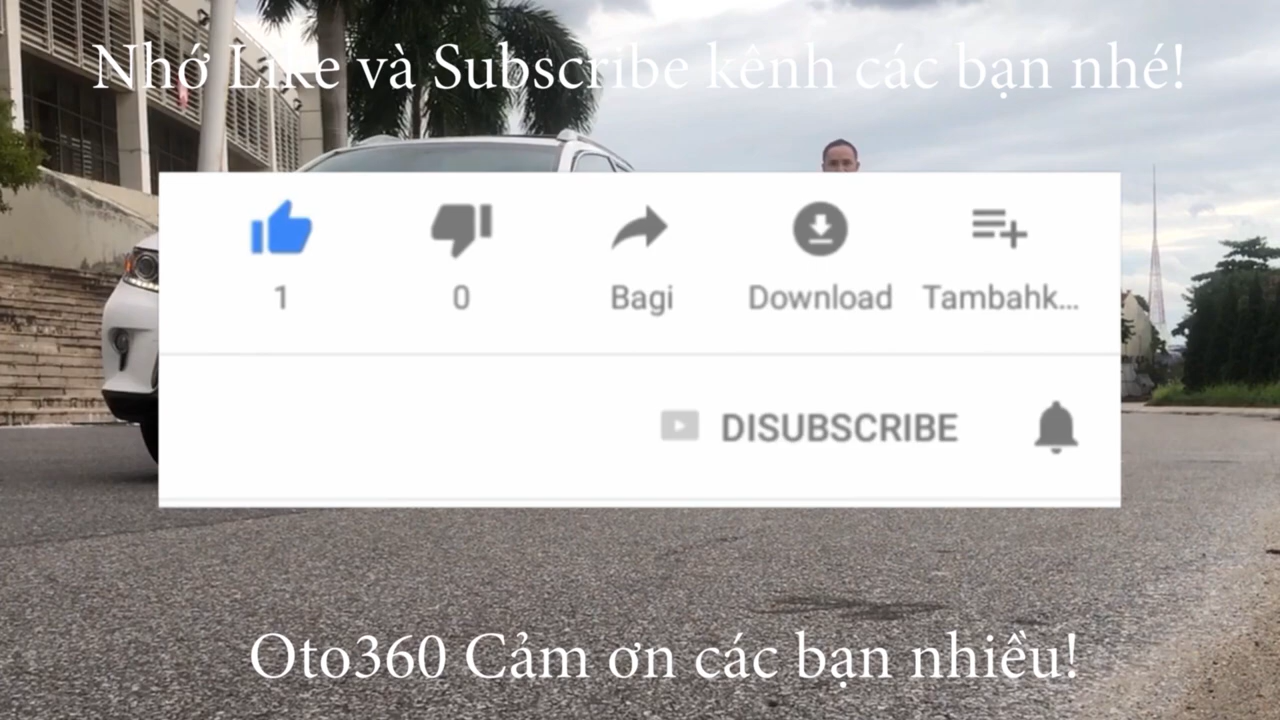 Nhớ Like và Subscribe kênh các bạn nhé!
1
0
Bagi
Download
Tambahk...
DISUBSCRIBE
Oto360 Cảm ơn các bạn nhiều!